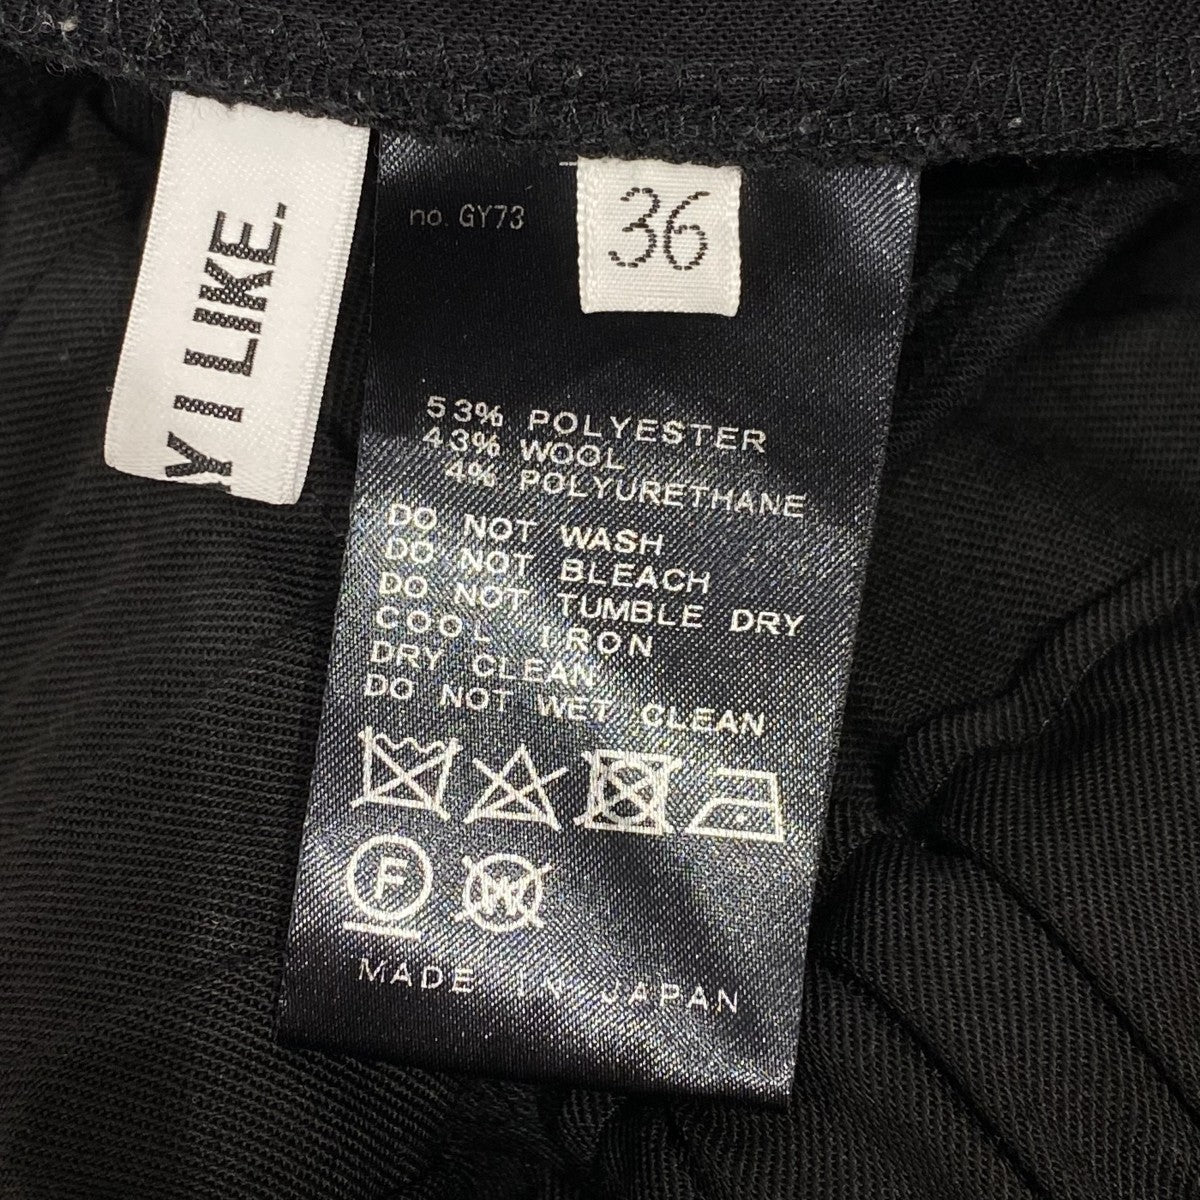 Y I LIKE.
no. GY73
36
53% POLYESTER
43% WOOL
4% POLYURETHANE
DO NOT WASH
DO NOT BLEACH
DO NOT TUMBLE DRY
COOL IRON
DRY CLEAN
DO NOT WET CLEAN
F
W
MADE IN JAPAN